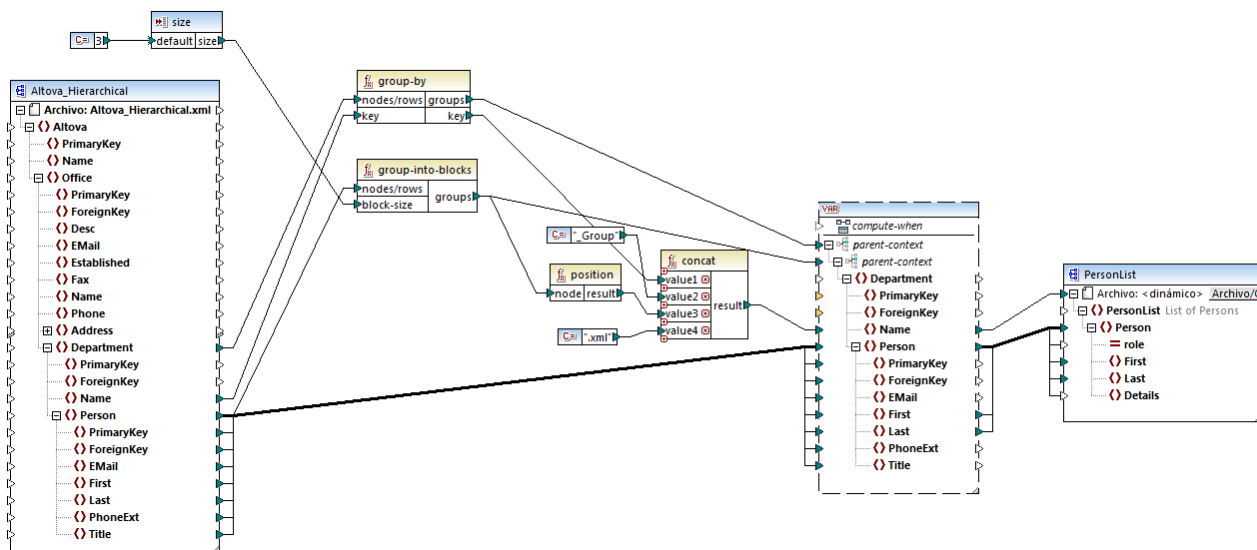 size
C= 3
default size
Altova_Hierarchical
Archivo: Altova_Hierarchical.xml
Altova
PrimaryKey
Name
Office
PrimaryKey
ForeignKey
Desc
EMail
Established
Fax
Name
Phone
Address
Department
PrimaryKey
ForeignKey
Name
Person
PrimaryKey
ForeignKey
EMail
First
Last
PhoneExt
Title
group-by
nodes/rows groups
key key
group-into-blocks
nodes/rows
groups
block-size
C= "_Group"
position
node result
C= ".xml"
concat
value1
value2
result
value3
value4
VAR
compute-when
parent-context
parent-context
Department
PrimaryKey
ForeignKey
Name
Person
PrimaryKey
ForeignKey
EMail
First
Last
PhoneExt
Title
PersonList
Archivo: <dinámico> Archivo/
PersonList List of Persons
Person
role
First
Last
Details